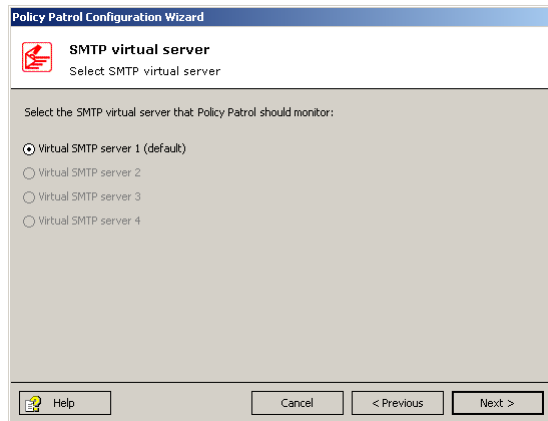 Policy Patrol Configuration Wizard
SMTP virtual server
Select SMTP virtual server
Select the SMTP virtual server that Policy Patrol should monitor:
Virtual SMTP server 1 (default)
Virtual SMTP server 2
Virtual SMTP server 3
Virtual SMTP server 4
Help Cancel < Previous Next >